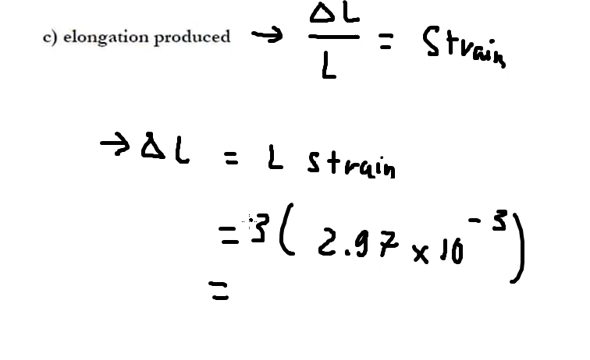 c) elongation produced → ΔL / L = Strain
→ ΔL = L strain
= 3 ( 2.97 × 10⁻³ )
=